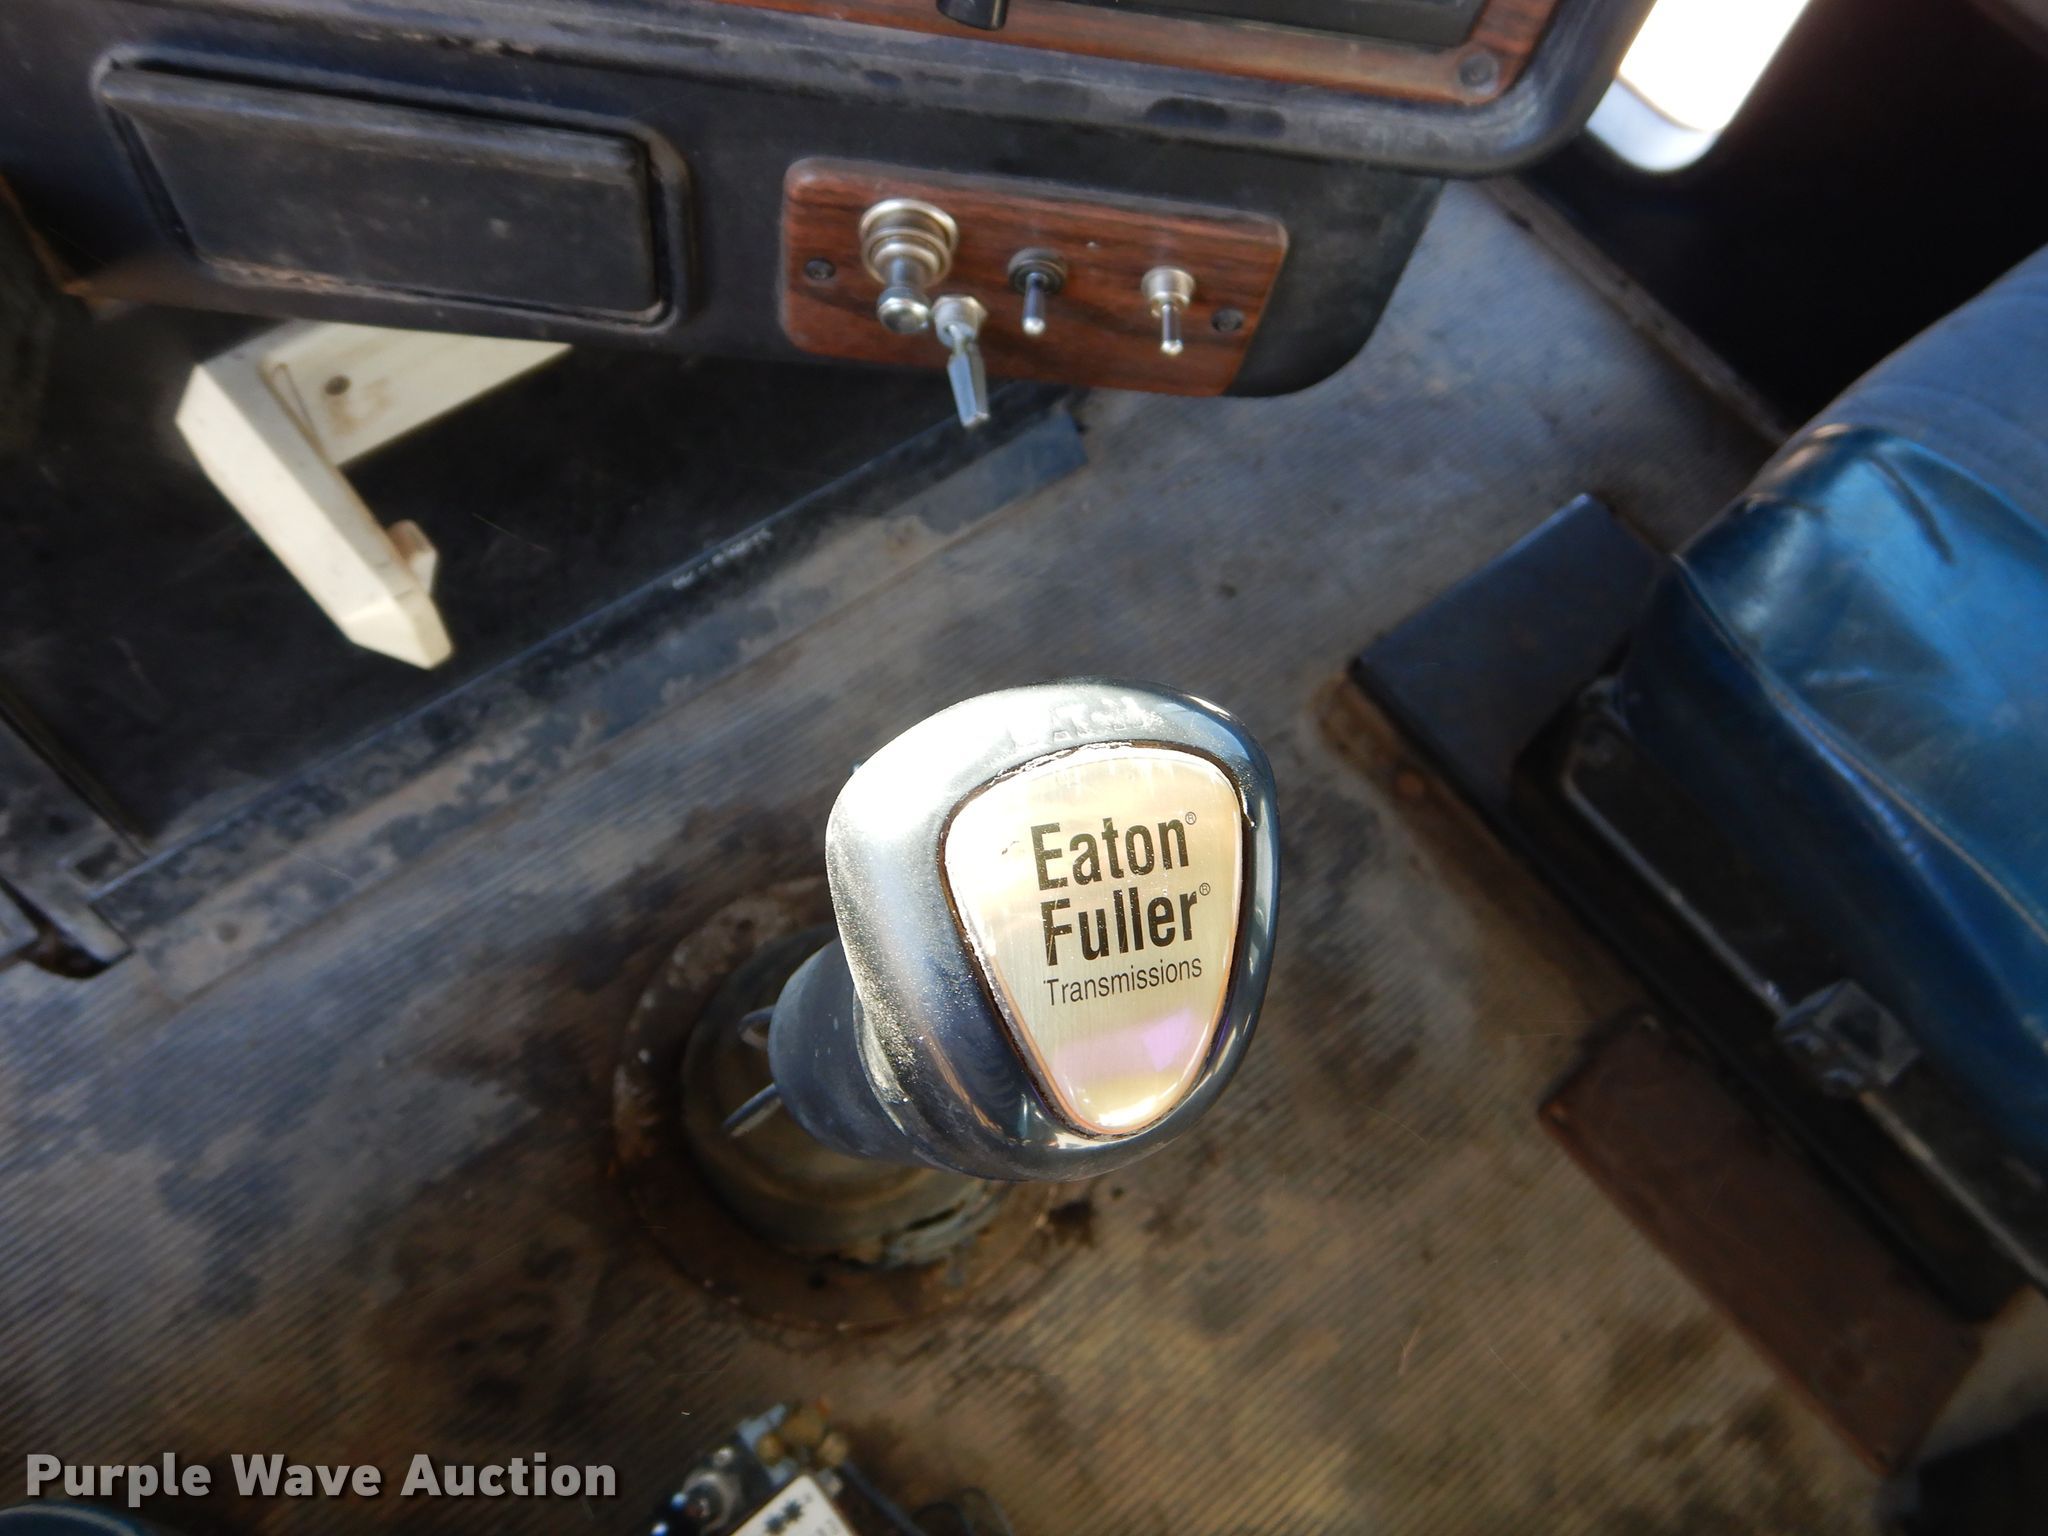 Eaton®
Fuller®
Transmissions
Purple Wave Auction